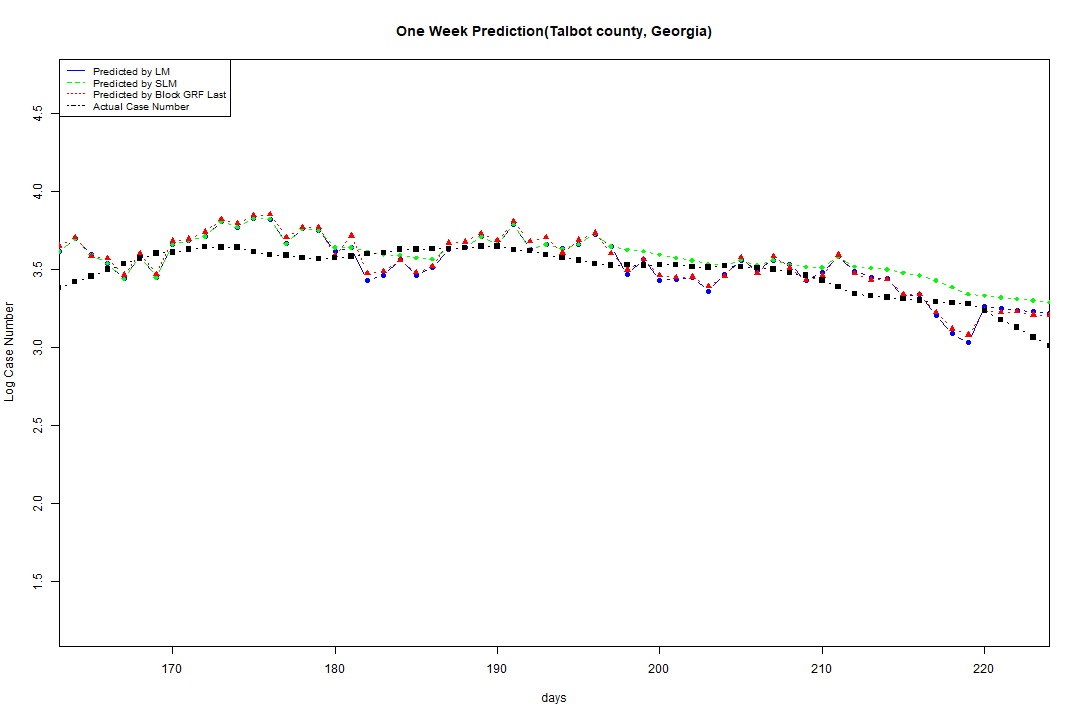 One Week Prediction(Talbot county, Georgia)
Predicted by LM
Predicted by SLM
Predicted by Block GRF Last
Actual Case Number
4.5
4.0
3.5
3.0
2.5
2.0
1.5
Log Case Number
170 180 190 200 210 220
days